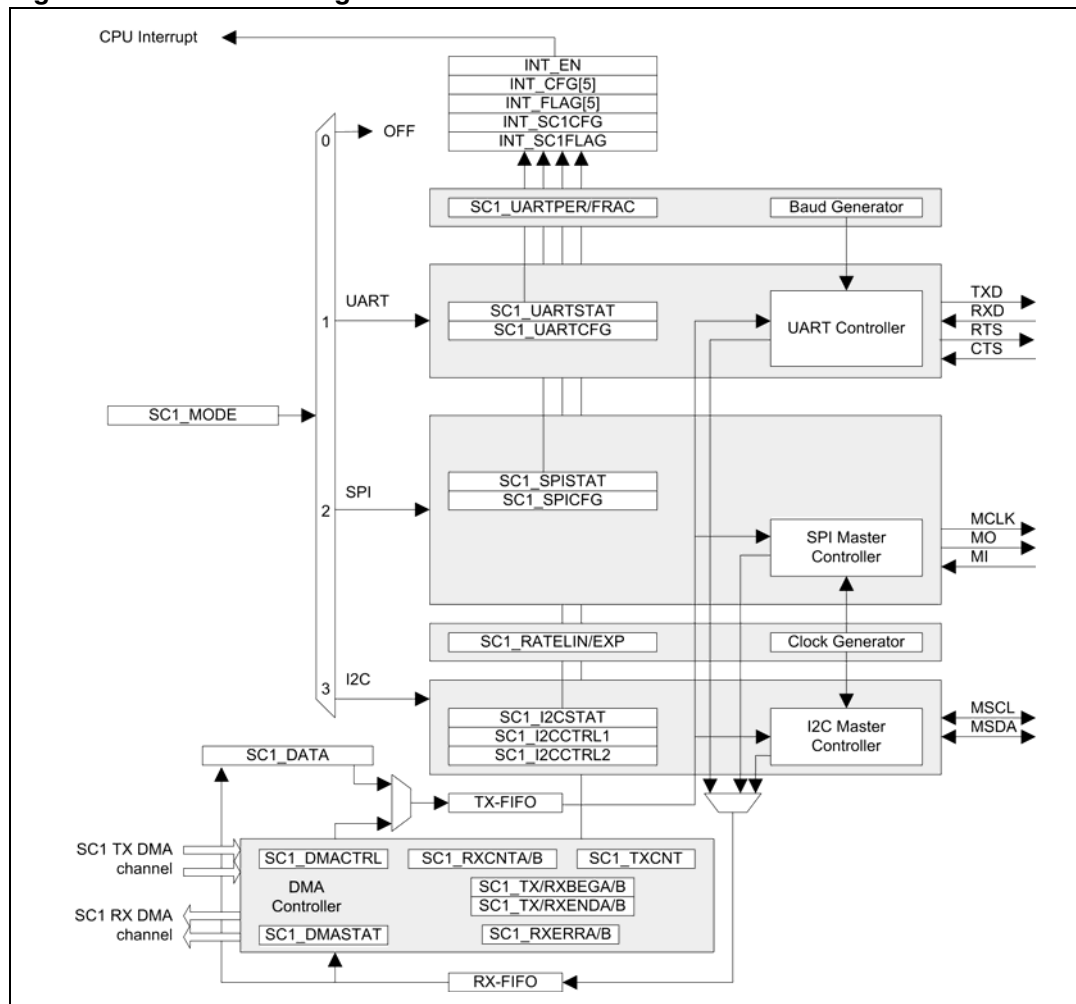 CPU Interrupt
INT_EN
INT_CFG[5]
INT_FLAG[5]
INT_SC1CFG
INT_SC1FLAG
0
OFF
SC1_UARTPER/FRAC
Baud Generator
UART
1
SC1_UARTSTAT
SC1_UARTCFG
UART Controller
TXD
RXD
RTS
CTS
SC1_MODE
SPI
2
SC1_SPISTAT
SC1_SPICFG
SPI Master
Controller
MCLK
MO
MI
SC1_RATELIN/EXP
Clock Generator
I2C
3
SC1_I2CSTAT
SC1_I2CCTRL1
SC1_I2CCTRL2
I2C Master
Controller
MSCL
MSDA
SC1_DATA
TX-FIFO
SC1 TX DMA
channel
SC1_DMACTRL
SC1_RXCNTA/B
SC1_TXCNT
DMA
Controller
SC1_TX/RXBEGA/B
SC1_TX/RXENDA/B
SC1 RX DMA
channel
SC1_DMASTAT
SC1_RXERRA/B
RX-FIFO